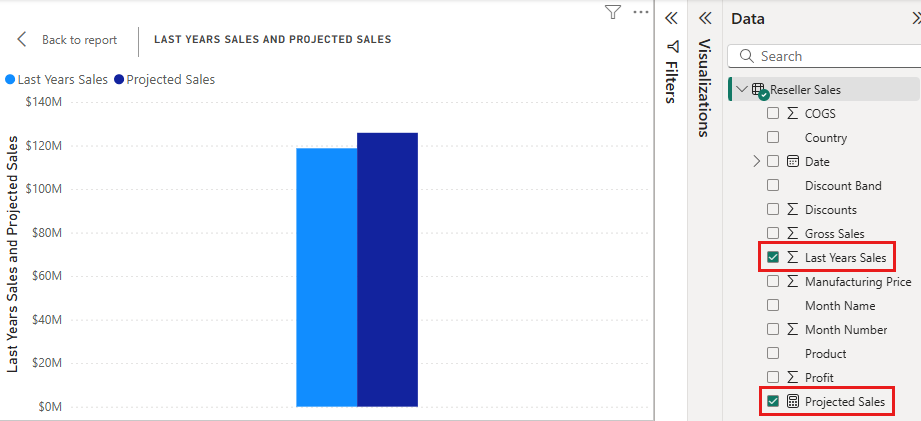 Back to report
LAST YEARS SALES AND PROJECTED SALES
Last Years Sales
Projected Sales
$140M
$120M
$100M
$80M
$60M
$40M
$20M
$0M
Last Years Sales and Projected Sales
Filters
Visualizations
Data
Search
Reseller Sales
COGS
Country
Date
Discount Band
Discounts
Gross Sales
Last Years Sales
Manufacturing Price
Month Name
Month Number
Product
Profit
Projected Sales